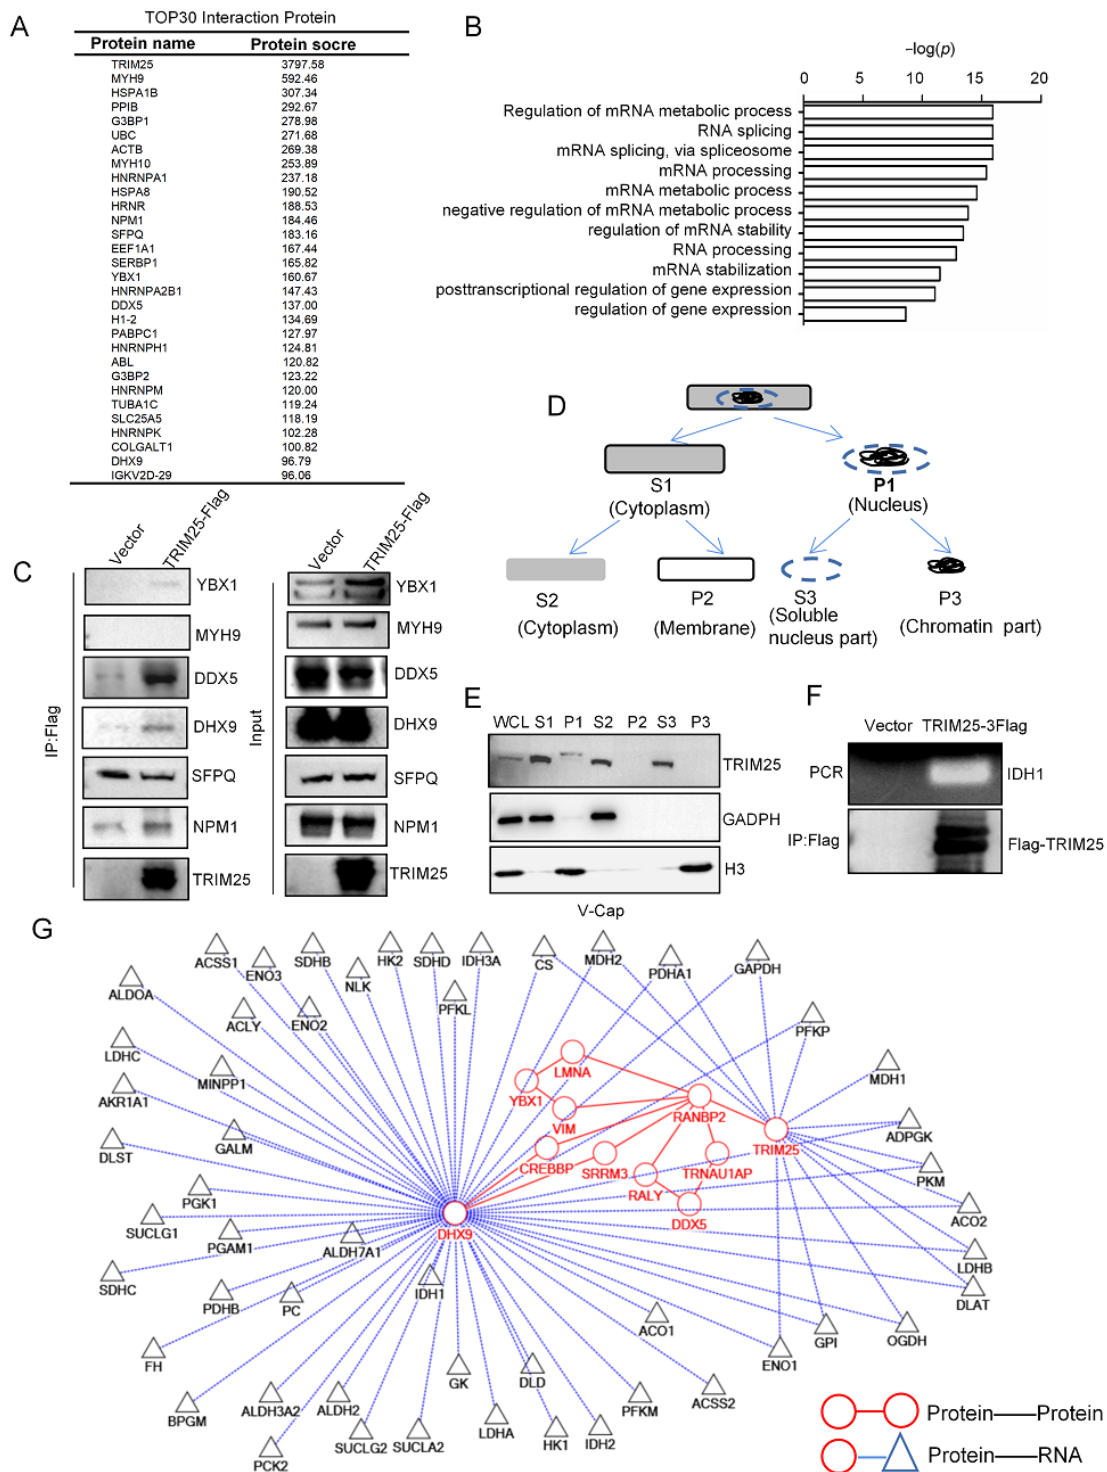 A
TOP30 Interaction Protein
Protein name Protein socre
TRIM25 3797.58
MYH9 592.46
HSPA1B 307.34
PPIB 292.67
G3BP1 278.98
UBC 271.68
ACTB 269.38
MYH10 253.89
HNRNPA1 237.18
HSPA8 190.52
HRNR 188.53
NPM1 184.46
SFPQ 183.16
EEF1A1 167.44
SERBP1 165.82
YBX1 160.67
HNRNPA2B1 147.43
DDX5 137.00
H1-2 134.69
PABPC1 127.97
HNRNPH1 124.81
ABL 120.82
G3BP2 123.22
HNRNPM 120.00
TUBA1C 119.24
SLC25A5 118.19
HNRNPK 102.28
COLGALT1 100.82
DHX9 96.79
IGKV2D-29 96.06
B
–log(p)
0 5 10 15 20
Regulation of mRNA metabolic process
RNA splicing
mRNA splicing, via spliceosome
mRNA processing
mRNA metabolic process
negative regulation of mRNA metabolic process
regulation of mRNA stability
RNA processing
mRNA stabilization
posttranscriptional regulation of gene expression
regulation of gene expression
C
Vector TRIM25-Flag
IP:Flag
YBX1
MYH9
DDX5
DHX9
SFPQ
NPM1
TRIM25
Vector TRIM25-Flag
Input
YBX1
MYH9
DDX5
DHX9
SFPQ
NPM1
TRIM25
D
S1
(Cytoplasm)
P1
(Nucleus)
S2
(Cytoplasm)
P2
(Membrane)
S3
(Soluble
nucleus part)
P3
(Chromatin part)
E
WCL S1 P1 S2 P2 S3 P3
TRIM25
GADPH
H3
V-Cap
F
Vector TRIM25-3Flag
PCR IDH1
IP:Flag Flag-TRIM25
G
ACSS1
ENO3
SDHB
NLK
HK2
SDHD
IDH3A
CS
MDH2
PDHA1
GAPDH
ALDOA
ACLY
ENO2
PFKL
PFKP
LDHC
MINPP1
LMNA
MDH1
AKR1A1
YBX1
VIM
RANBP2
TRIM25
ADPGK
DLST
GALM
CREBBP
SRRM3
TRNAU1AP
PKM
PGK1
RALY
DDX5
ACO2
SUCLG1
PGAM1
ALDH7A1
DHX9
LDHB
SDHC
PDHB
PC
IDH1
DLAT
ACO1
GPI
OGDH
FH
GK
DLD
ENO1
BPGM
ALDH3A2
ALDH2
PFKM
ACSS2
PCK2
SUCLG2
SUCLA2
LDHA
HK1
IDH2
Protein——Protein
Protein——RNA